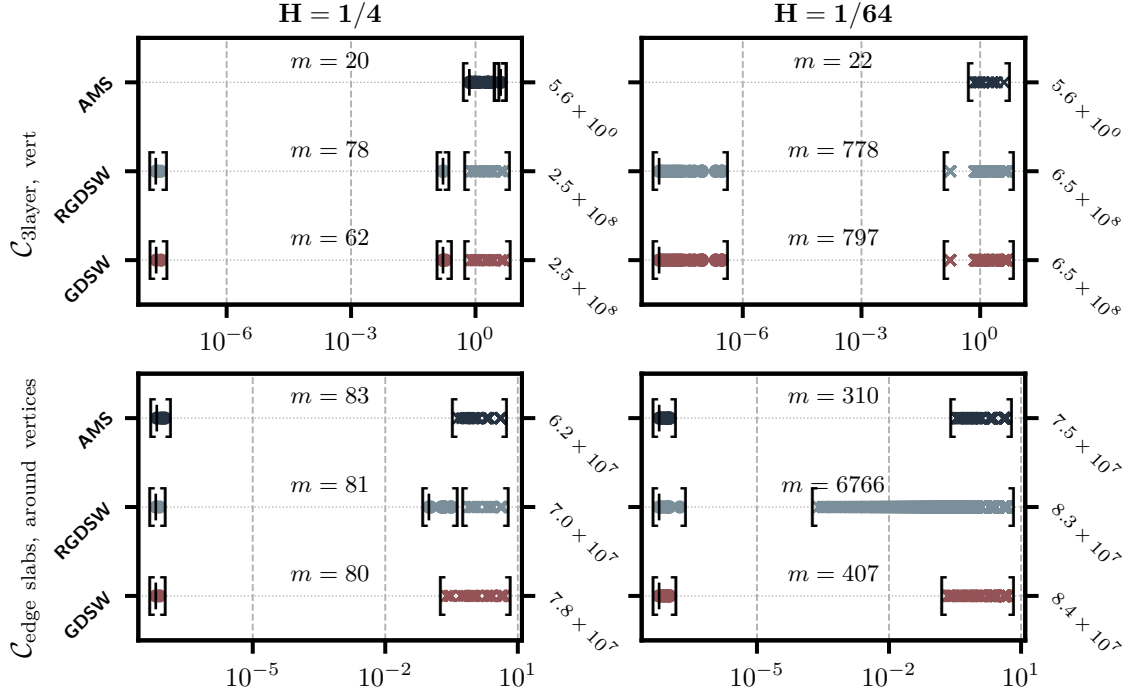 H = 1/4
H = 1/64
C3layer, vert
AMS
m = 20
5.6 × 10^0
RGDSW
m = 78
2.5 × 10^8
GDSW
m = 62
2.5 × 10^8
10^-6
10^-3
10^0
m = 22
5.6 × 10^0
m = 778
6.5 × 10^8
m = 797
6.5 × 10^8
10^-6
10^-3
10^0
Cedge slabs, around vertices
AMS
m = 83
6.2 × 10^7
RGDSW
m = 81
7.0 × 10^7
GDSW
m = 80
7.8 × 10^7
10^-5
10^-2
10^1
m = 310
7.5 × 10^7
m = 6766
8.3 × 10^7
m = 407
8.4 × 10^7
10^-5
10^-2
10^1